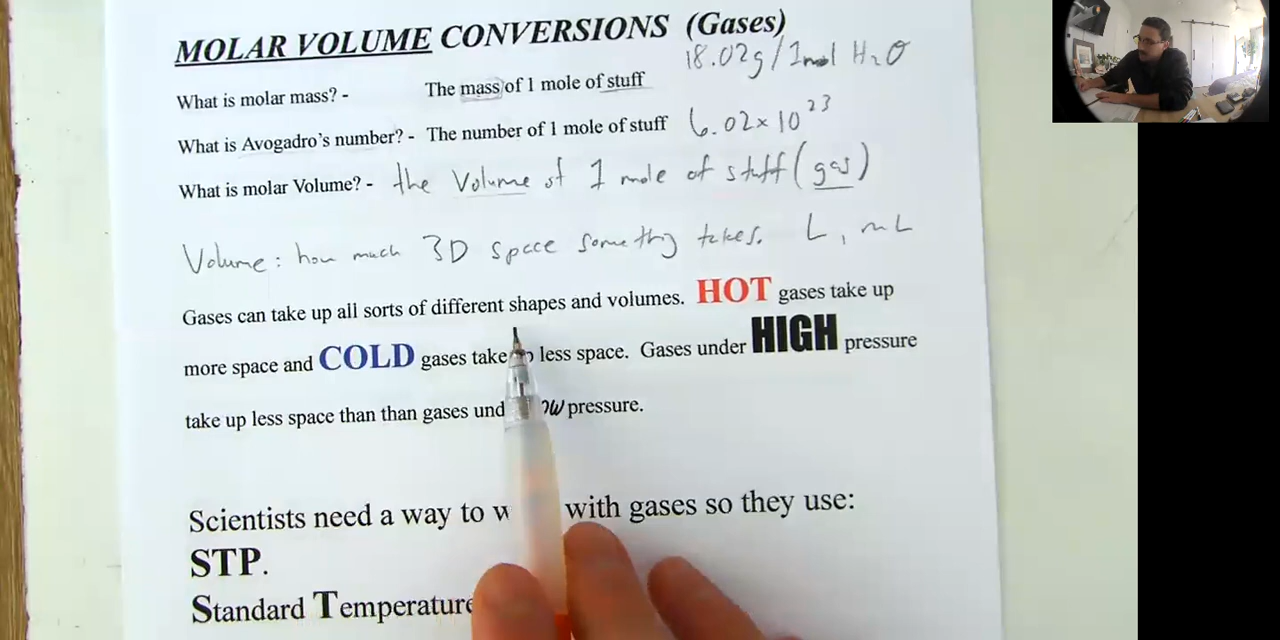 MOLAR VOLUME CONVERSIONS (Gases)
18.02g/1mol H2O
What is molar mass? - The mass of 1 mole of stuff
What is Avogadro's number? - The number of 1 mole of stuff 6.02x10^23
What is molar Volume? - the Volume of 1 mole of stuff (gas)
Volume: how much 3D space something takes. L, mL
Gases can take up all sorts of different shapes and volumes. HOT gases take up
more space and COLD gases take less space. Gases under HIGH pressure
take up less space than than gases pressure.
Scientists need a way to with gases so they use:
STP.
Standard Temperature